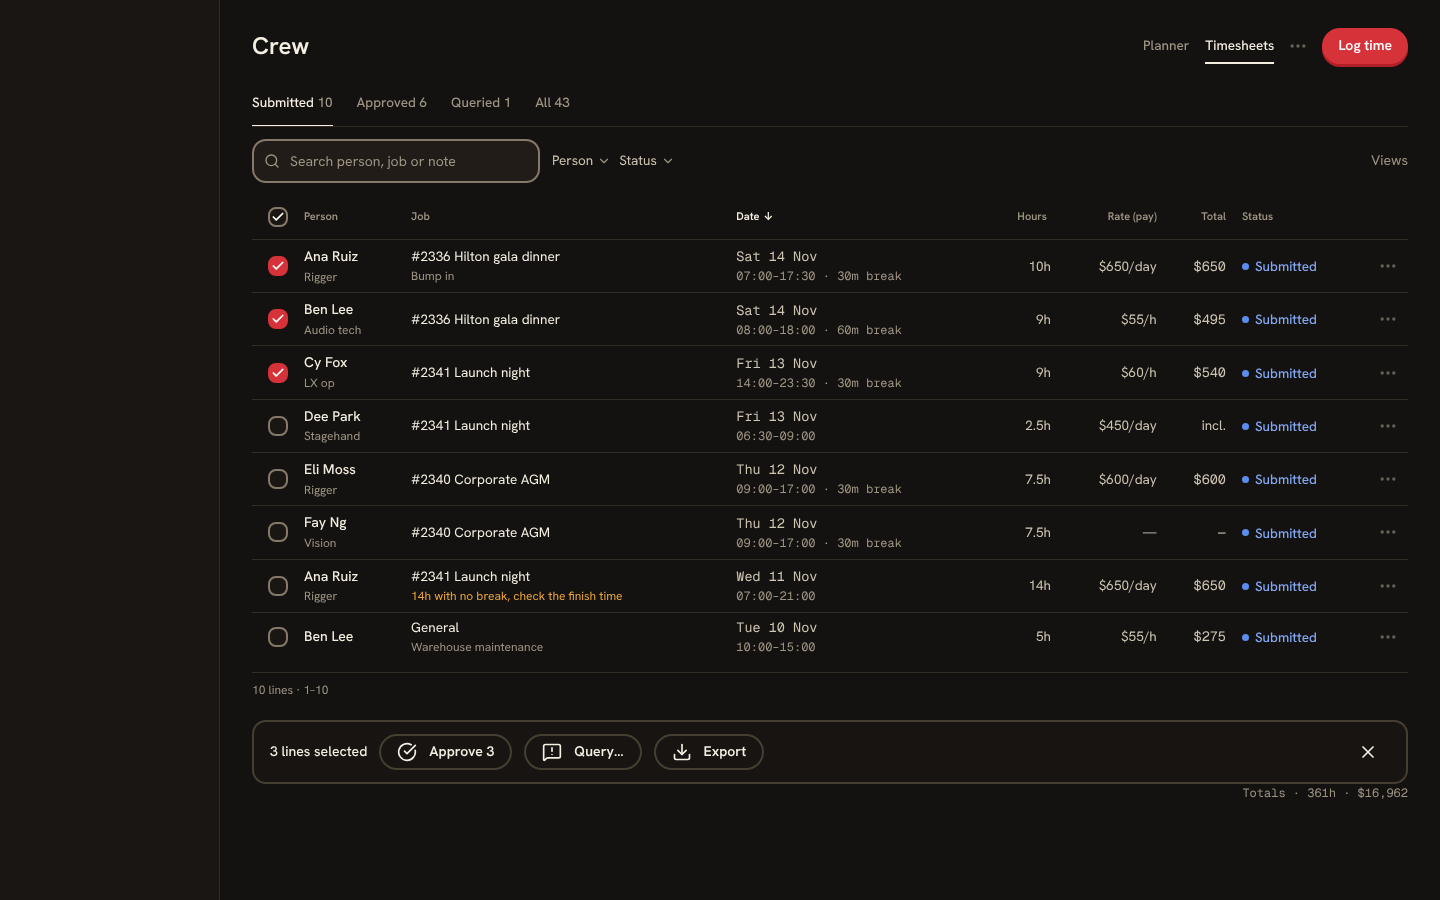 Crew
Planner Timesheets Log time
Submitted 10 Approved 6 Queried 1 All 43
Search person, job or note Person Status Views
Person Job Date ↓ Hours Rate (pay) Total Status
Ana Ruiz #2336 Hilton gala dinner Sat 14 Nov 10h $650/day $650 Submitted
Rigger Bump in 07:00–17:30 · 30m break
Ben Lee #2336 Hilton gala dinner Sat 14 Nov 9h $55/h $495 Submitted
Audio tech 08:00–18:00 · 60m break
Cy Fox #2341 Launch night Fri 13 Nov 9h $60/h $540 Submitted
LX op 14:00–23:30 · 30m break
Dee Park #2341 Launch night Fri 13 Nov 2.5h $450/day incl. Submitted
Stagehand 06:30–09:00
Eli Moss #2340 Corporate AGM Thu 12 Nov 7.5h $600/day $600 Submitted
Rigger 09:00–17:00 · 30m break
Fay Ng #2340 Corporate AGM Thu 12 Nov 7.5h — – Submitted
Vision 09:00–17:00 · 30m break
Ana Ruiz #2341 Launch night Wed 11 Nov 14h $650/day $650 Submitted
Rigger 14h with no break, check the finish time 07:00–21:00
Ben Lee General Tue 10 Nov 5h $55/h $275 Submitted
Warehouse maintenance 10:00–15:00
10 lines · 1–10
3 lines selected Approve 3 Query… Export
Totals · 361h · $16,962